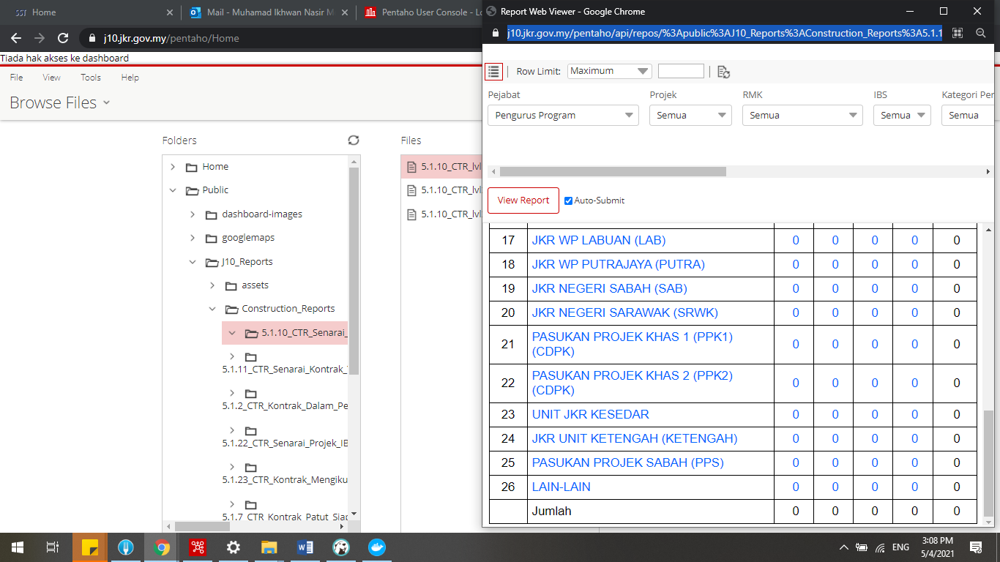 SST Home
Mail - Muhamad Ikhwan Nasir M
Pentaho User Console - Lo
j10.jkr.gov.my/pentaho/Home
Tiada hak akses ke dashboard
File View Tools Help
Browse Files
Folders
Home
Public
dashboard-images
googlemaps
J10_Reports
assets
Construction_Reports
5.1.10_CTR_Senarai_
5.1.11_CTR_Senarai_Kontrak_
5.1.2_CTR_Kontrak_Dalam_Pe
5.1.22_CTR_Senarai_Projek_IB
5.1.23_CTR_Kontrak_Mengiku
5.1.7_CTR_Kontrak_Patut_Siap
Files
5.1.10_CTR_lvl
5.1.10_CTR_lvl
5.1.10_CTR_lvl
Report Web Viewer - Google Chrome
j10.jkr.gov.my/pentaho/api/repos/%3Apublic%3AJ10_Reports%3AConstruction_Reports%3A5.1.1
Row Limit: Maximum
Pejabat Projek RMK IBS Kategori Per
Pengurus Program Semua Semua Semua Semua
View Report Auto-Submit
17 JKR WP LABUAN (LAB) 0 0 0 0 0
18 JKR WP PUTRAJAYA (PUTRA) 0 0 0 0 0
19 JKR NEGERI SABAH (SAB) 0 0 0 0 0
20 JKR NEGERI SARAWAK (SRWK) 0 0 0 0 0
21 PASUKAN PROJEK KHAS 1 (PPK1)
(CDPK) 0 0 0 0 0
22 PASUKAN PROJEK KHAS 2 (PPK2)
(CDPK) 0 0 0 0 0
23 UNIT JKR KESEDAR 0 0 0 0 0
24 JKR UNIT KETENGAH (KETENGAH) 0 0 0 0 0
25 PASUKAN PROJEK SABAH (PPS) 0 0 0 0 0
26 LAIN-LAIN 0 0 0 0 0
Jumlah 0 0 0 0 0
ENG
3:08 PM
5/4/2021